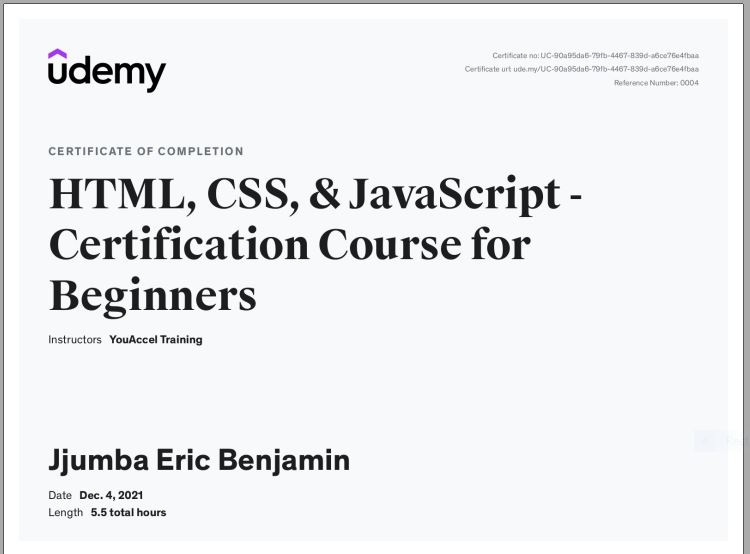 udemy
Certificate no: UC-90a95da6-79fb-4467-839d-a6ce76e4fbaa
Certificate url: ude.my/UC-90a95da6-79fb-4467-839d-a6ce76e4fbaa
Reference Number: 0004
CERTIFICATE OF COMPLETION
HTML, CSS, & JavaScript -
Certification Course for
Beginners
Instructors YouAccel Training
Jjumba Eric Benjamin
Date Dec. 4, 2021
Length 5.5 total hours